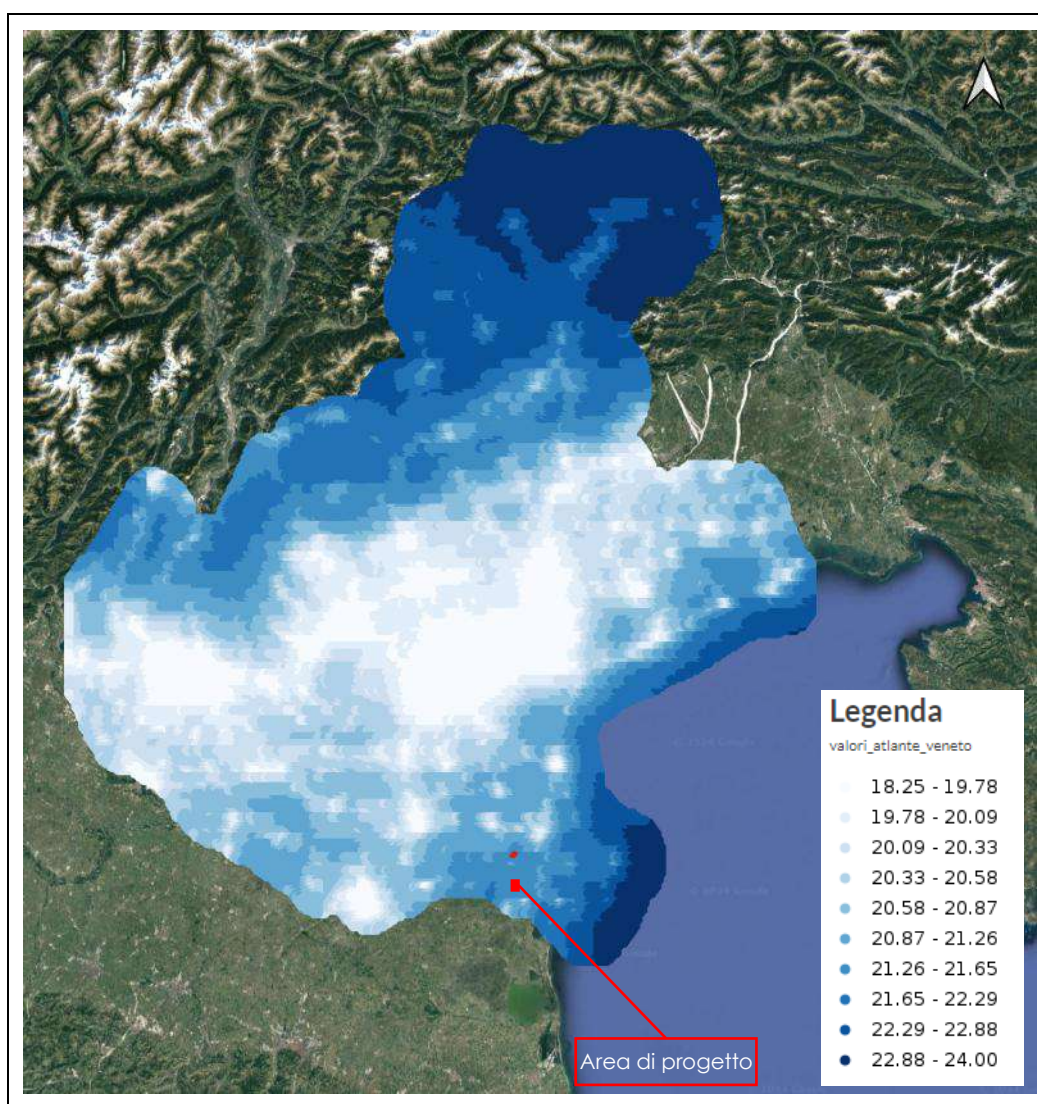 Legenda
valori_atlante_veneto
18.25 - 19.78
19.78 - 20.09
20.09 - 20.33
20.33 - 20.58
20.58 - 20.87
20.87 - 21.26
21.26 - 21.65
21.65 - 22.29
22.29 - 22.88
22.88 - 24.00
Area di progetto